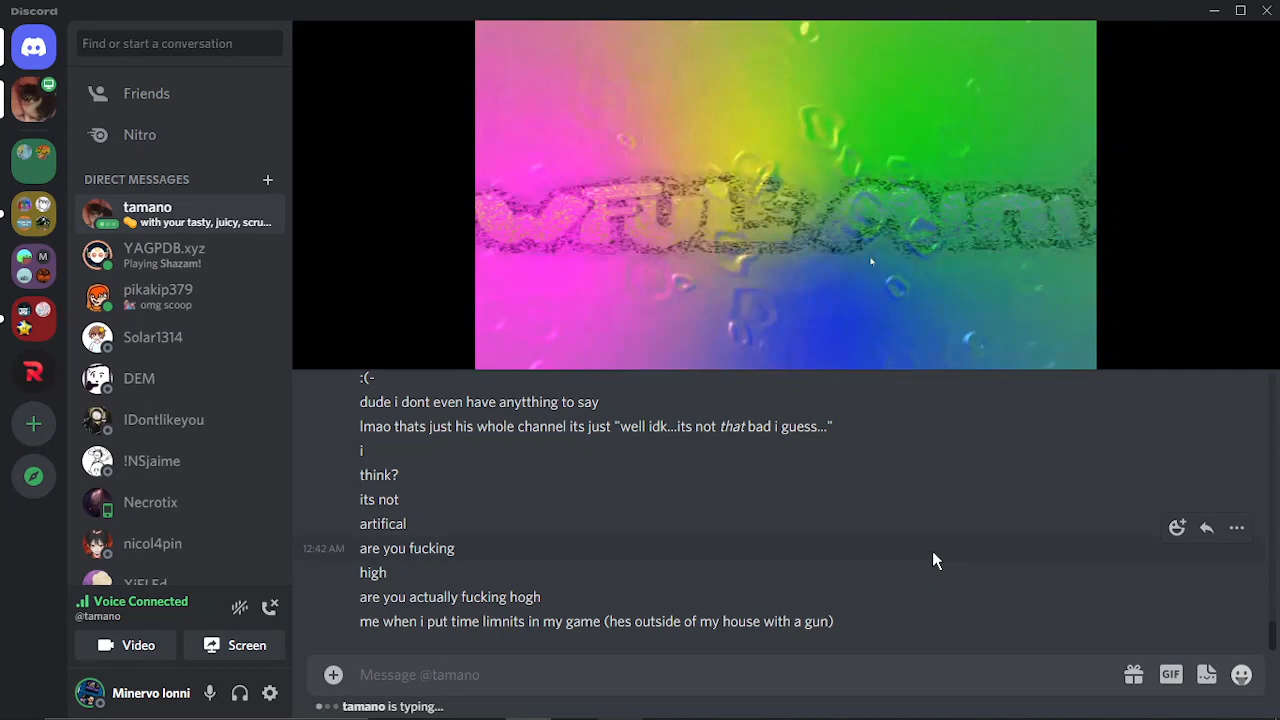 Discord
Find or start a conversation
Friends
Nitro
DIRECT MESSAGES
tamano
with your tasty, juicy, scru...
YAGPDB.xyz
Playing Shazam!
pikakip379
omg scoop
Solar1314
DEM
IDontlikeyou
!NSjaime
Necrotix
nicol4pin
XiFLEd
Voice Connected
@tamano
Video
Screen
Minervo Ionni
:(-
dude i dont even have anyttthing to say
lmao thats just his whole channel its just "well idk...its not that bad i guess..."
i
think?
its not
artifical
12:42 AM
are you fucking
high
are you actually fucking hogh
me when i put time limnits in my game (hes outside of my house with a gun)
Message @tamano
GIF
tamano is typing...